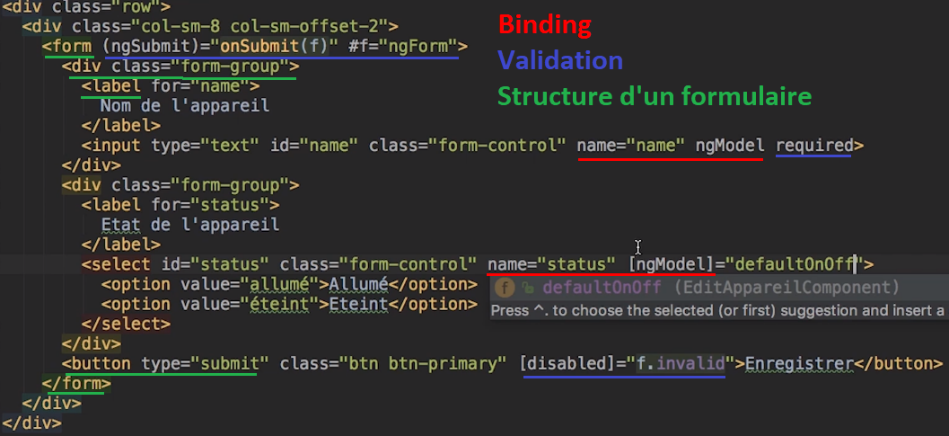 <div class="row">
<div class="col-sm-8 col-sm-offset-2">
<form (ngSubmit)="onSubmit(f)" #f="ngForm">
<div class="form-group">
<label for="name">
Nom de l'appareil
</label>
<input type="text" id="name" class="form-control" name="name" ngModel required>
</div>
<div class="form-group">
<label for="status">
Etat de l'appareil
</label>
<select id="status" class="form-control" name="status" [ngModel]="defaultOnOff">
<option value="allumé">Allumé</option>
<option value="éteint">Eteint</option>
</select>
</div>
<button type="submit" class="btn btn-primary" [disabled]="f.invalid">Enregistrer</button>
</form>
</div>
</div>
Binding
Validation
Structure d'un formulaire
f defaultOnOff (EditAppareilComponent)
Press ^. to choose the selected (or first) suggestion and insert a